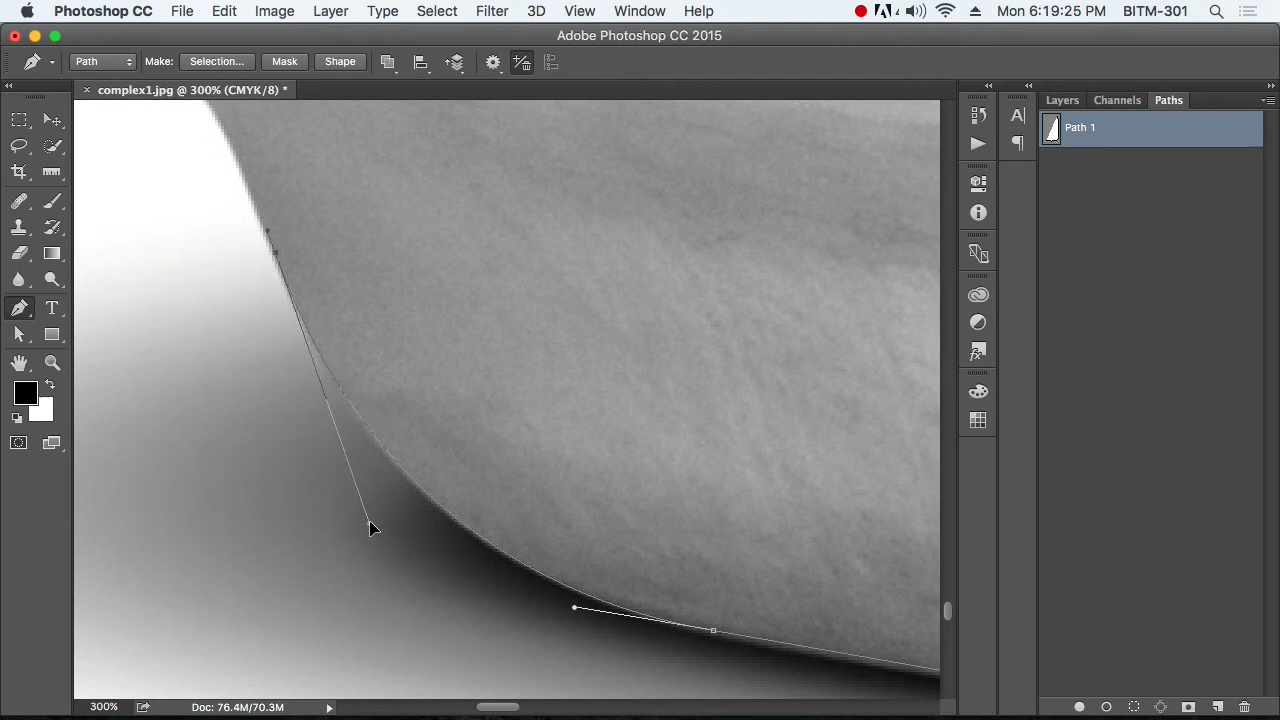 Photoshop CC File Edit Image Layer Type Select Filter 3D View Window Help Mon 6:19:25 PM BITM-301
Adobe Photoshop CC 2015
Path Make: Selection... Mask Shape
complex1.jpg @ 300% (CMYK/8) *
Layers Channels Paths
Path 1
300% Doc: 76.4M/70.3M